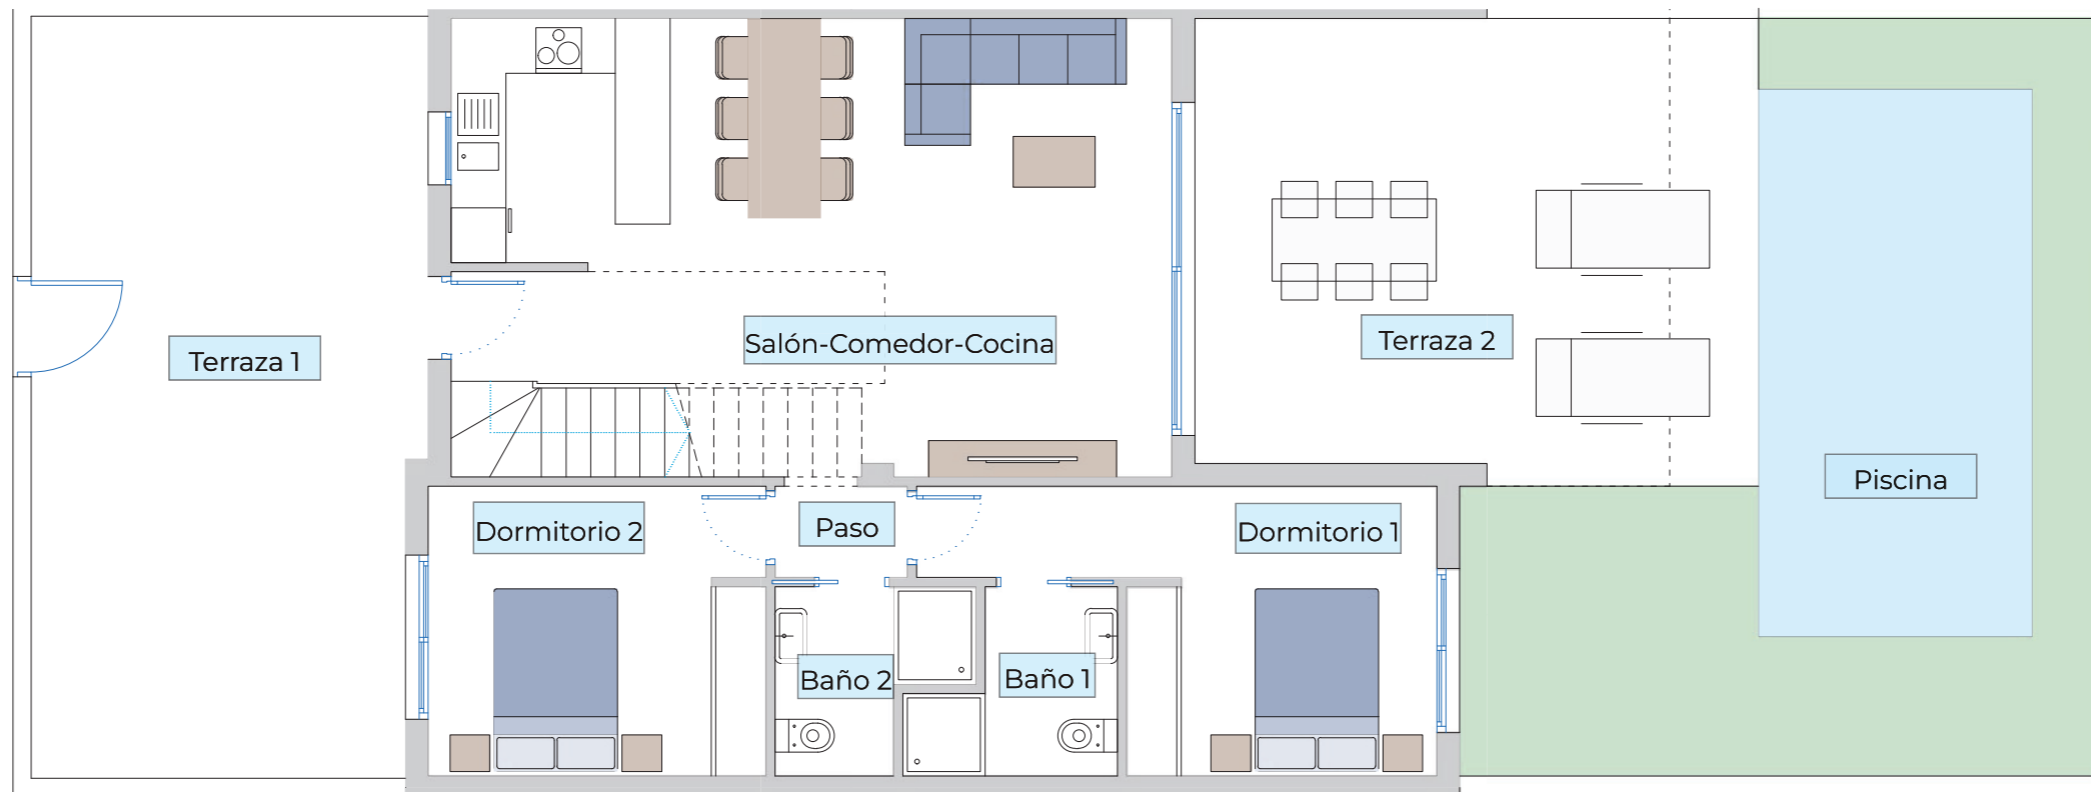 Terraza 1
Salón-Comedor-Cocina
Terraza 2
Piscina
Dormitorio 2
Paso
Dormitorio 1
Baño 2
Baño 1